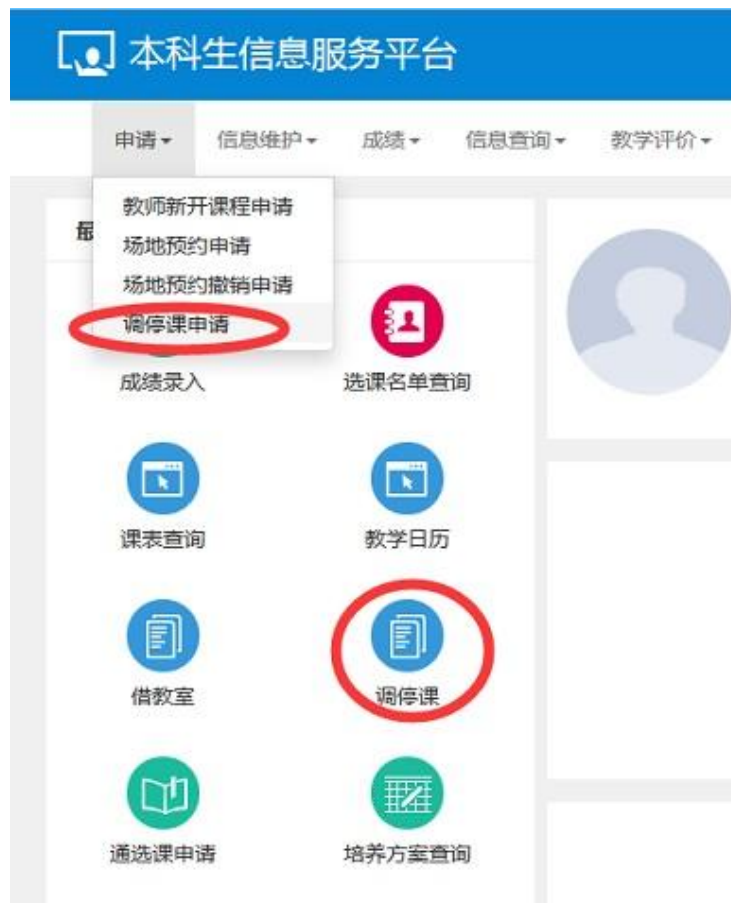 本科生信息服务平台
申请 信息维护 成绩 信息查询 教学评价
教师新开课程申请
最
场地预约申请
场地预约撤销申请
调停课申请
成绩录入 选课名单查询
课表查询 教学日历
借教室 调停课
通选课申请 培养方案查询